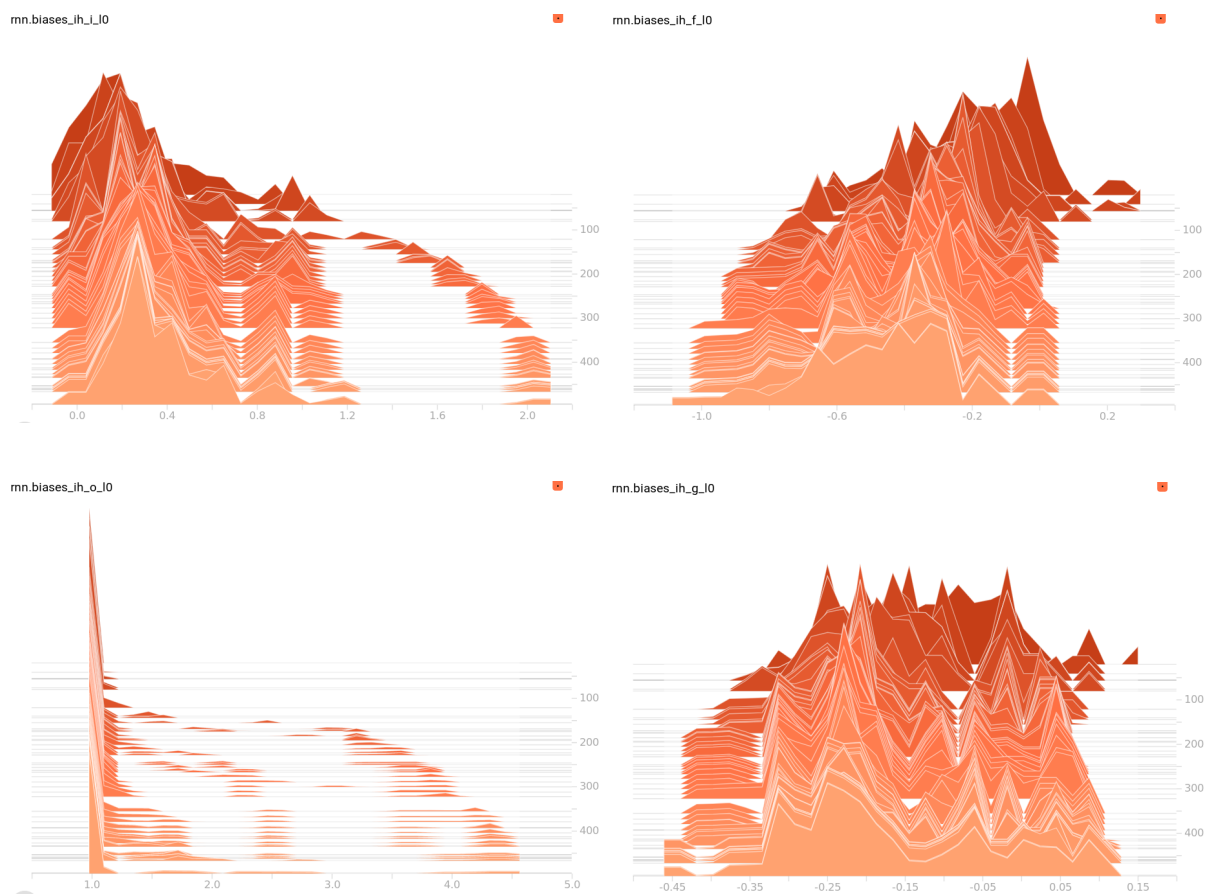 rnn.biases_ih_i_l0
100
200
300
400
0.0 0.4 0.8 1.2 1.6 2.0
rnn.biases_ih_f_l0
100
200
300
400
-1.0 -0.6 -0.2 0.2
rnn.biases_ih_o_l0
100
200
300
400
1.0 2.0 3.0 4.0 5.0
rnn.biases_ih_g_l0
100
200
300
400
-0.45 -0.35 -0.25 -0.15 -0.05 0.05 0.15